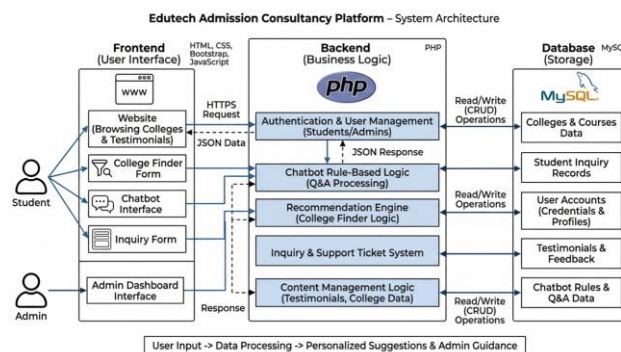 Edutech Admission Consultancy Platform – System Architecture
Frontend
(User Interface)
HTML, CSS,
Bootstrap,
JavaScript
www
Website
(Browsing Colleges
& Testimonials)
College Finder
Form
Chatbot
Interface
Inquiry Form
Admin Dashboard
Interface
Student
Admin
HTTPS
Request
JSON Data
Response
Backend
(Business Logic)
PHP
php
Authentication & User Management
(Students/Admins)
JSON Response
Chatbot Rule-Based Logic
(Q&A Processing)
Recommendation Engine
(College Finder Logic)
Inquiry & Support Ticket System
Content Management Logic
(Testimonials, College Data)
Read/Write
(CRUD)
Operations
Read/Write
(CRUD)
Operations
Read/Write
(CRUD)
Operations
Database
(Storage)
MySQL
MySQL
Colleges & Courses
Data
Student Inquiry
Records
User Accounts
(Credentials
& Profiles)
Testimonials &
Feedback
Chatbot Rules &
Q&A Data
User Input -> Data Processing -> Personalized Suggestions & Admin Guidance